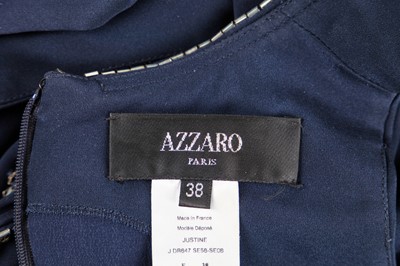 AZZARO
PARIS
38
Made in France
Modèle Déposé
JUSTINE